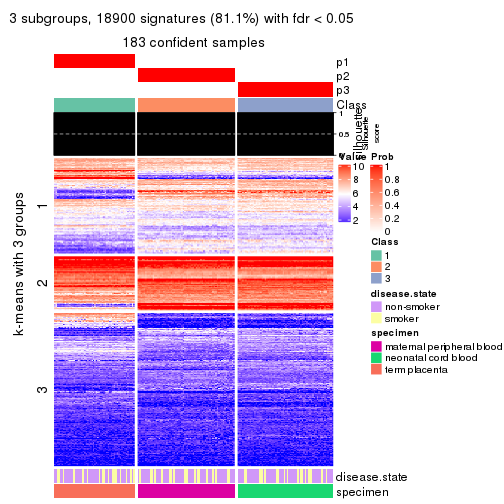 3 subgroups, 18900 signatures (81.1%) with fdr < 0.05
183 confident samples
p1
p2
p3
Class
1
0.5
0
silhouette
Silhouette
score
k-means with 3 groups
1
2
3
Value
10
8
6
4
2
Prob
1
0.8
0.6
0.4
0.2
0
Class
1
2
3
disease.state
non-smoker
smoker
specimen
maternal peripheral blood
neonatal cord blood
term placenta
disease.state
specimen